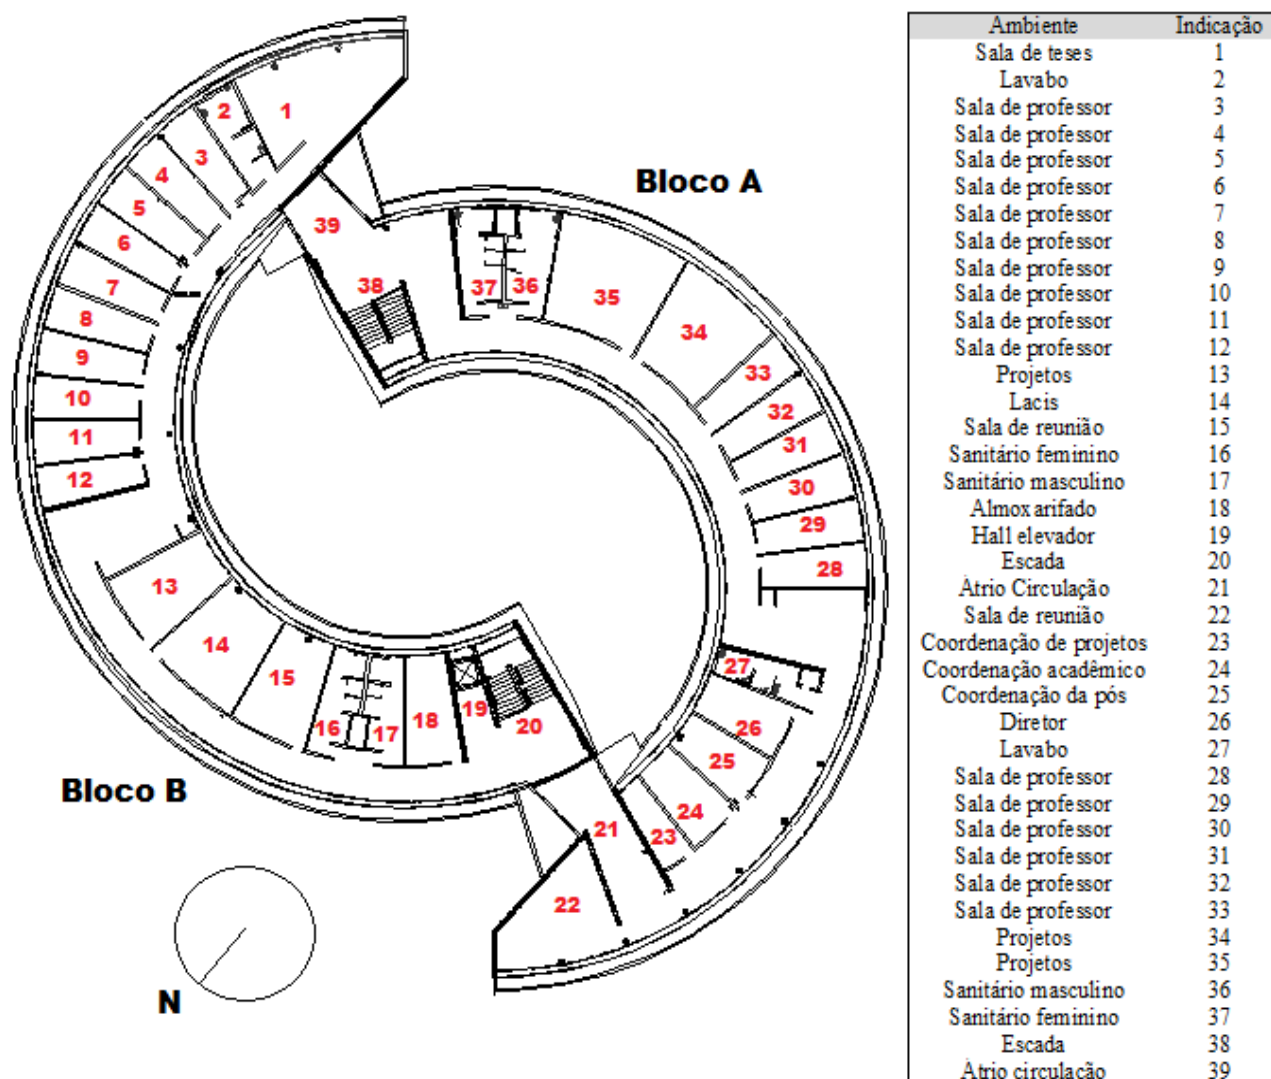 Bloco A
Bloco B
N
1
2
3
4
5
6
7
8
9
10
11
12
13
14
15
16
17
18
19
20
21
22
23
24
25
26
27
28
29
30
31
32
33
34
35
36
37
38
39
Ambiente Indicação
Sala de teses 1
Lavabo 2
Sala de professor 3
Sala de professor 4
Sala de professor 5
Sala de professor 6
Sala de professor 7
Sala de professor 8
Sala de professor 9
Sala de professor 10
Sala de professor 11
Sala de professor 12
Projetos 13
Lacis 14
Sala de reunião 15
Sanitário feminino 16
Sanitário masculino 17
Almoxarifado 18
Hall elevador 19
Escada 20
Átrio Circulação 21
Sala de reunião 22
Coordenação de projetos 23
Coordenação acadêmico 24
Coordenação da pós 25
Diretor 26
Lavabo 27
Sala de professor 28
Sala de professor 29
Sala de professor 30
Sala de professor 31
Sala de professor 32
Sala de professor 33
Projetos 34
Projetos 35
Sanitário masculino 36
Sanitário feminino 37
Escada 38
Átrio circulação 39